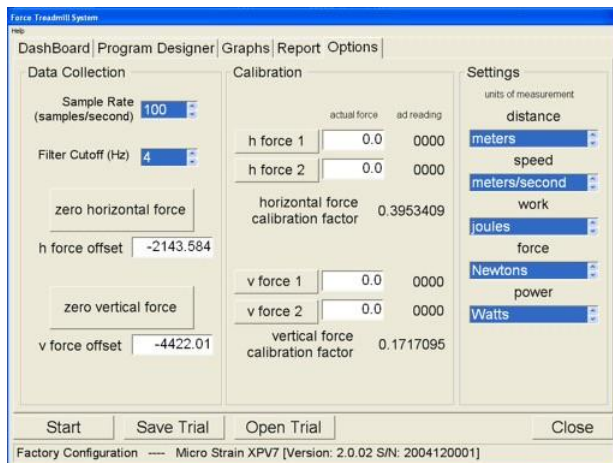 Force Treadmill System
Help
DashBoard Program Designer Graphs Report Options
Data Collection
Sample Rate
(samples/second) 100
Filter Cutoff (Hz) 4
zero horizontal force
h force offset -2143.584
zero vertical force
v force offset -4422.01
Calibration
actual force ad reading
h force 1 0.0 0000
h force 2 0.0 0000
horizontal force
calibration factor 0.3953409
v force 1 0.0 0000
v force 2 0.0 0000
vertical force
calibration factor 0.1717095
Settings
units of measurement
distance
meters
speed
meters/second
work
joules
force
Newtons
power
Watts
Start Save Trial Open Trial Close
Factory Configuration ---- Micro Strain XPV7 [Version: 2.0.02 S/N: 2004120001]